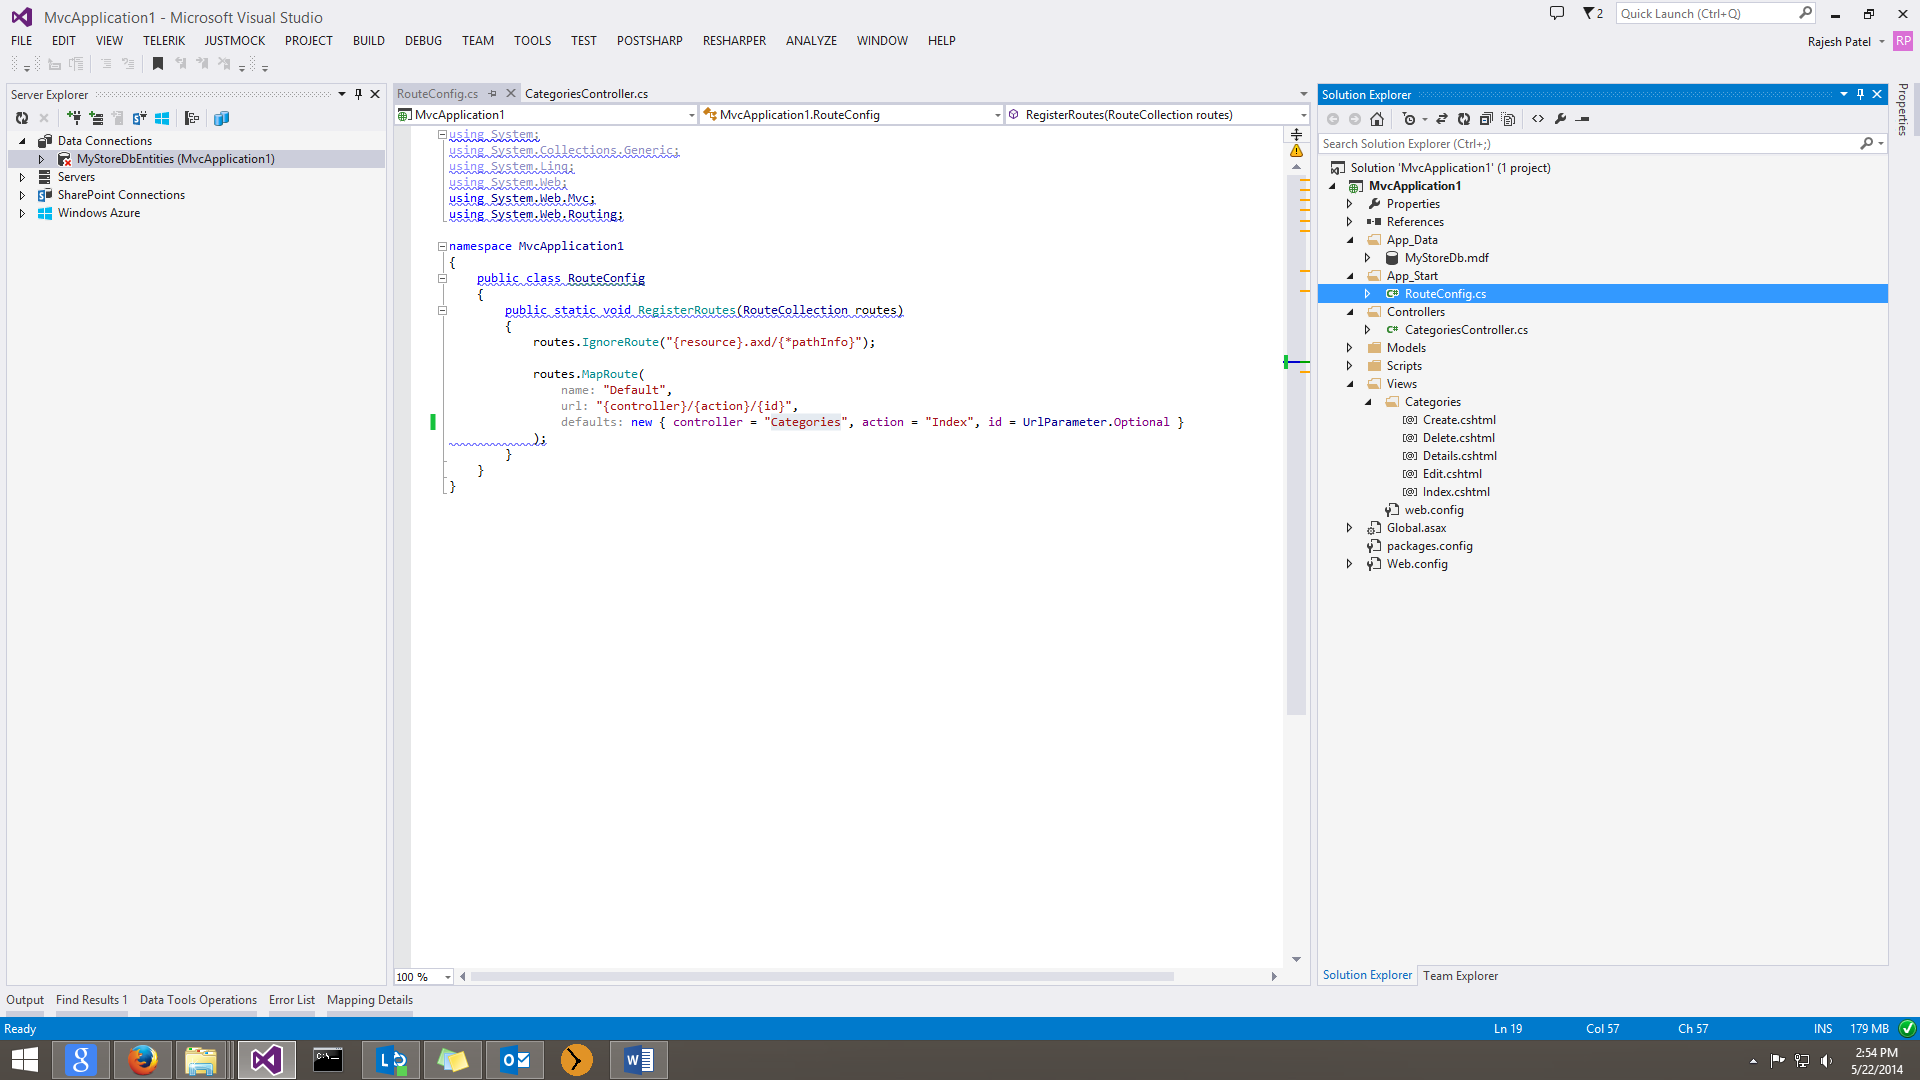 MvcApplication1 - Microsoft Visual Studio
2
Quick Launch (Ctrl+Q)
FILE EDIT VIEW TELERIK JUSTMOCK PROJECT BUILD DEBUG TEAM TOOLS TEST POSTSHARP RESHARPER ANALYZE WINDOW HELP
Rajesh Patel RP
Server Explorer
Data Connections
MyStoreDbEntities (MvcApplication1)
Servers
SharePoint Connections
Windows Azure
RouteConfig.cs CategoriesController.cs
MvcApplication1 MvcApplication1.RouteConfig RegisterRoutes(RouteCollection routes)
using System;
using System.Collections.Generic;
using System.Linq;
using System.Web;
using System.Web.Mvc;
using System.Web.Routing;
namespace MvcApplication1
{
public class RouteConfig
{
public static void RegisterRoutes(RouteCollection routes)
{
routes.IgnoreRoute("{resource}.axd/{*pathInfo}");
routes.MapRoute(
name: "Default",
url: "{controller}/{action}/{id}",
defaults: new { controller = "Categories", action = "Index", id = UrlParameter.Optional }
);
}
}
}
100 %
Solution Explorer
Search Solution Explorer (Ctrl+;)
Solution 'MvcApplication1' (1 project)
MvcApplication1
Properties
References
App_Data
MyStoreDb.mdf
App_Start
C# RouteConfig.cs
Controllers
C# CategoriesController.cs
Models
Scripts
Views
Categories
[@] Create.cshtml
[@] Delete.cshtml
[@] Details.cshtml
[@] Edit.cshtml
[@] Index.cshtml
web.config
Global.asax
packages.config
Web.config
Solution Explorer Team Explorer
Properties
Output Find Results 1 Data Tools Operations Error List Mapping Details
Ready Ln 19 Col 57 Ch 57 INS 179 MB
2:54 PM
5/22/2014